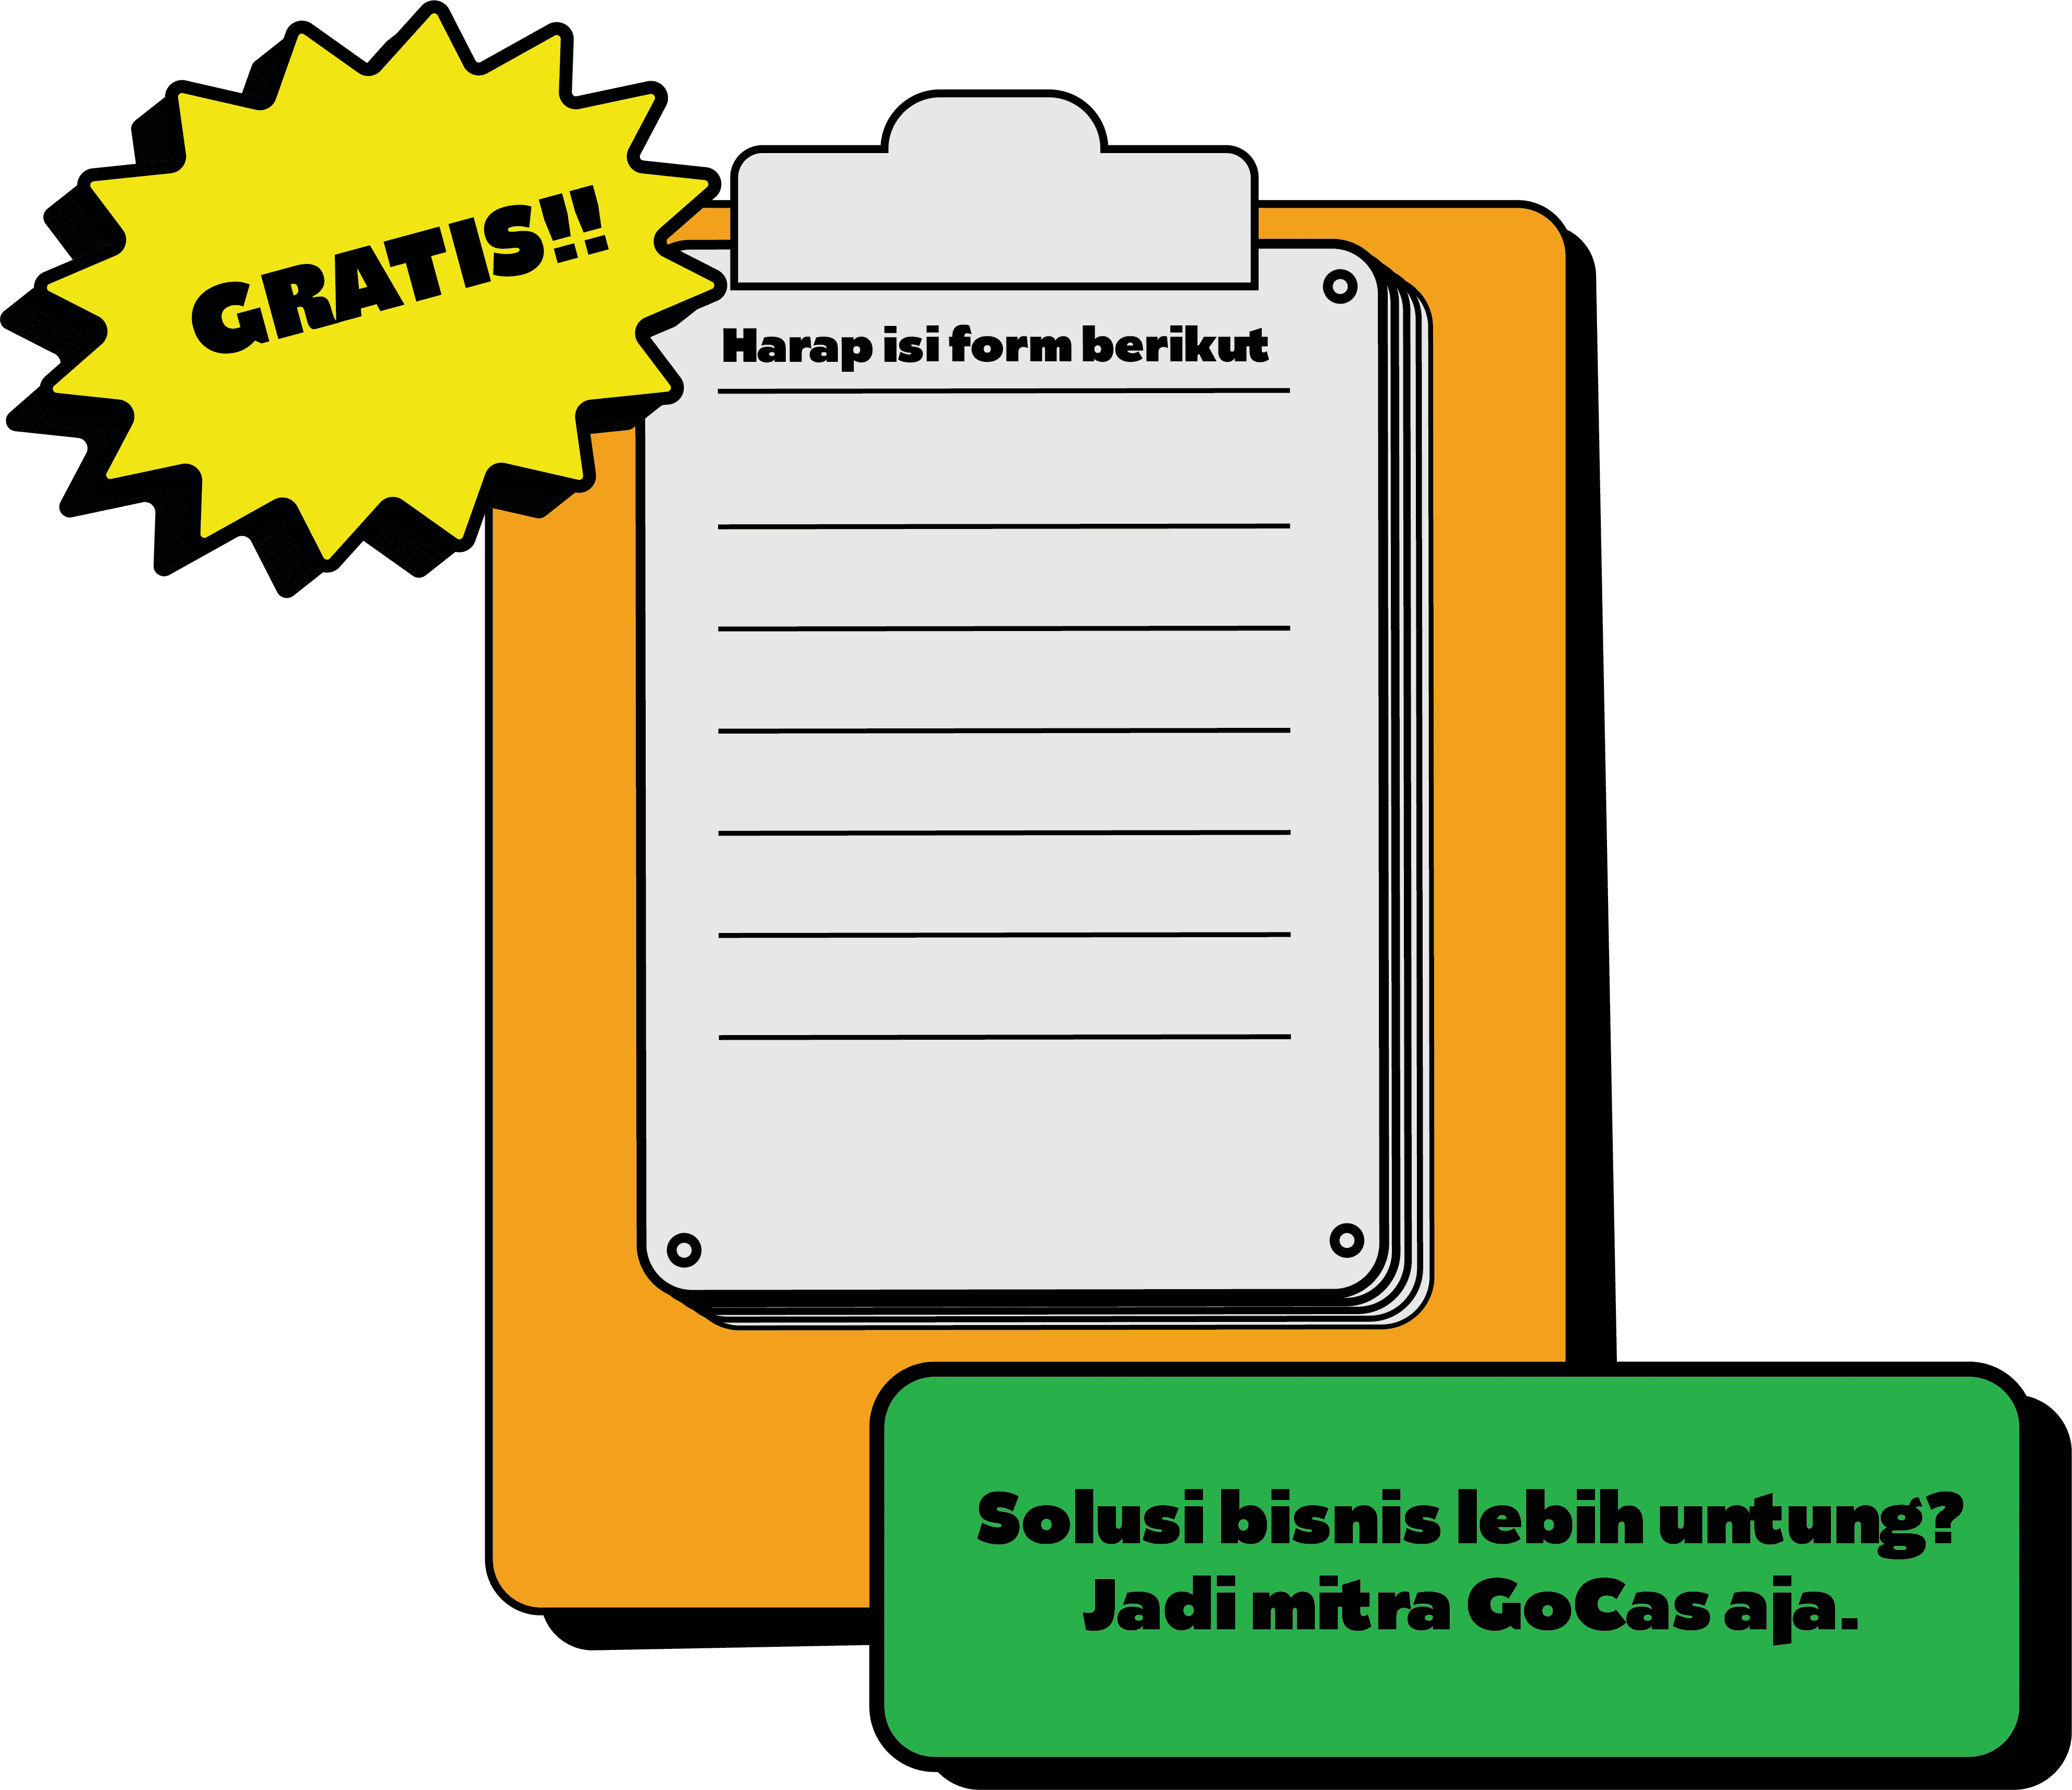 GRATIS!!
Harap isi form berikut
Solusi bisnis lebih untung?
Jadi mitra GoCas aja..